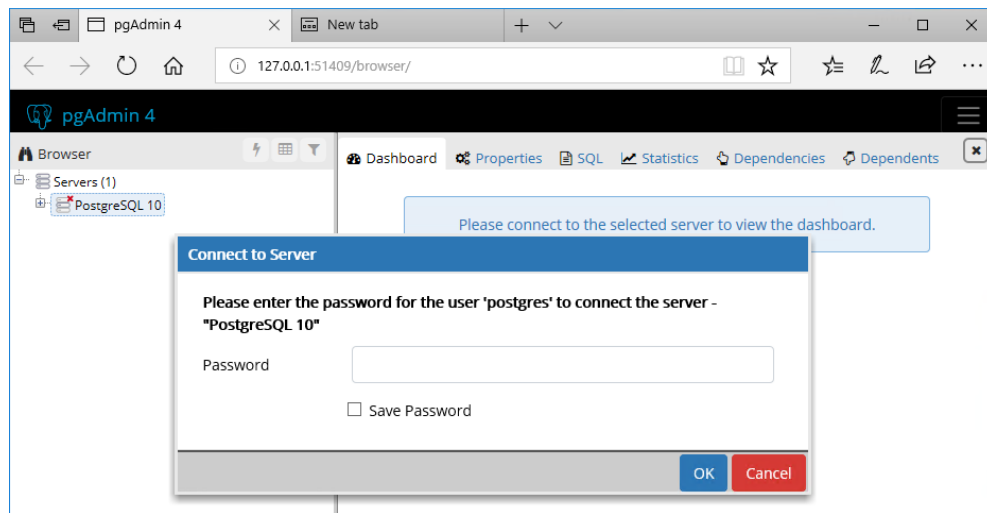 pgAdmin 4
New tab
127.0.0.1:51409/browser/
pgAdmin 4
Browser
Dashboard Properties SQL Statistics Dependencies Dependents
Servers (1)
PostgreSQL 10
Please connect to the selected server to view the dashboard.
Connect to Server
Please enter the password for the user 'postgres' to connect the server -
"PostgreSQL 10"
Password
Save Password
OK Cancel